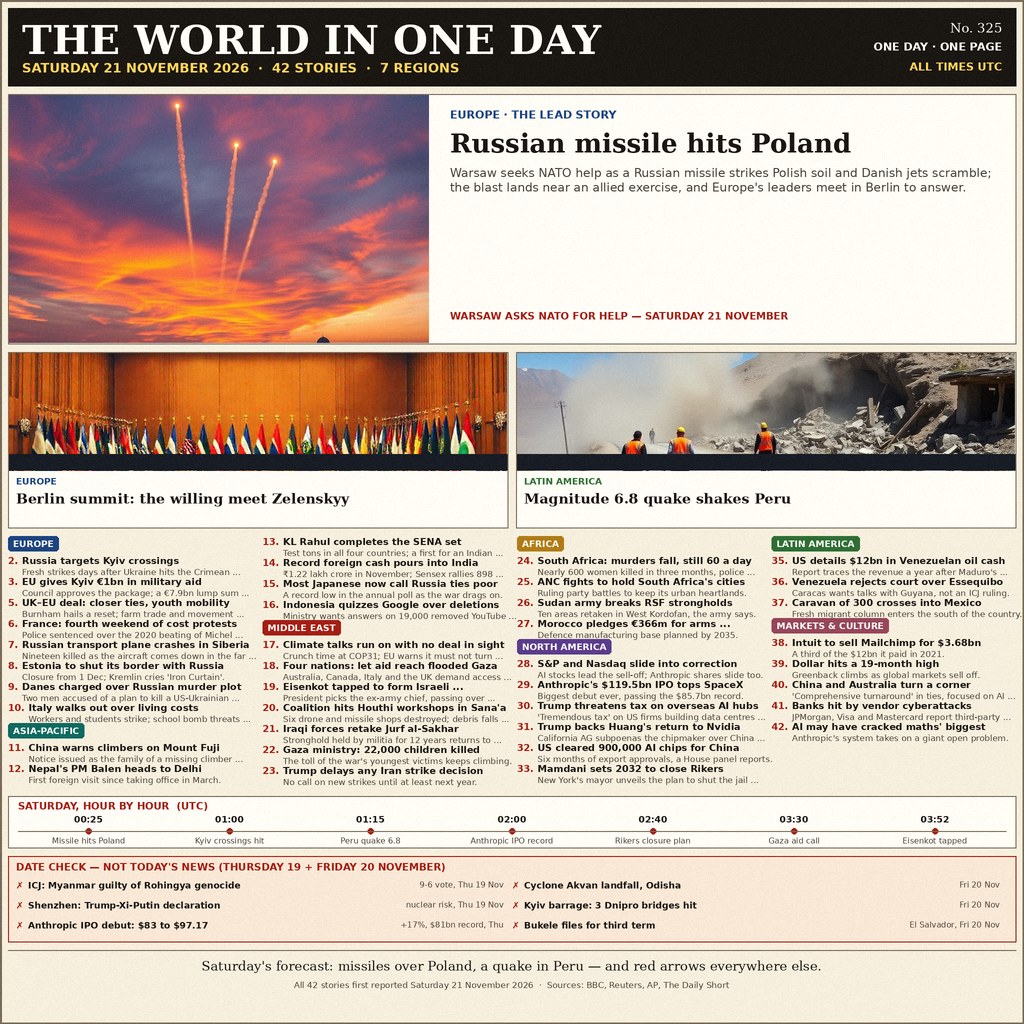 THE WORLD IN ONE DAY
SATURDAY 21 NOVEMBER 2026 · 42 STORIES · 7 REGIONS
No. 325
ONE DAY · ONE PAGE
ALL TIMES UTC
EUROPE · THE LEAD STORY
Russian missile hits Poland
Warsaw seeks NATO help as a Russian missile strikes Polish soil and Danish jets scramble;
the blast lands near an allied exercise, and Europe's leaders meet in Berlin to answer.
WARSAW ASKS NATO FOR HELP — SATURDAY 21 NOVEMBER
EUROPE
Berlin summit: the willing meet Zelenskyy
LATIN AMERICA
Magnitude 6.8 quake shakes Peru
EUROPE
2. Russia targets Kyiv crossings
Fresh strikes days after Ukraine hits the Crimean ...
3. EU gives Kyiv €1bn in military aid
Council approves the package; a €7.9bn lump sum ...
5. UK–EU deal: closer ties, youth mobility
Burnham hails a reset; farm trade and movement ...
6. France: fourth weekend of cost protests
Police sentenced over the 2020 beating of Michel ...
7. Russian transport plane crashes in Siberia
Nineteen killed as the aircraft comes down in the far ...
8. Estonia to shut its border with Russia
Closure from 1 Dec; Kremlin cries 'Iron Curtain'.
9. Danes charged over Russian murder plot
Two men accused of a plan to kill a US-Ukrainian ...
10. Italy walks out over living costs
Workers and students strike; school bomb threats ...
ASIA-PACIFIC
11. China warns climbers on Mount Fuji
Notice issued as the family of a missing climber ...
12. Nepal's PM Balen heads to Delhi
First foreign visit since taking office in March.
13. KL Rahul completes the SENA set
Test tons in all four countries; a first for an Indian ...
14. Record foreign cash pours into India
₹1.22 lakh crore in November; Sensex rallies 898 ...
15. Most Japanese now call Russia ties poor
A record low in the annual poll as the war drags on.
16. Indonesia quizzes Google over deletions
Ministry wants answers on 19,000 removed YouTube ...
MIDDLE EAST
17. Climate talks run on with no deal in sight
Crunch time at COP31; EU warns it must not turn ...
18. Four nations: let aid reach flooded Gaza
Australia, Canada, Italy and the UK demand access ...
19. Eisenkot tapped to form Israeli ...
President picks the ex-army chief, passing over ...
20. Coalition hits Houthi workshops in Sana'a
Six drone and missile shops destroyed; debris falls ...
21. Iraqi forces retake Jurf al-Sakhar
Stronghold held by militia for 12 years returns to ...
22. Gaza ministry: 22,000 children killed
The toll of the war's youngest victims keeps climbing.
23. Trump delays any Iran strike decision
No call on new strikes until at least next year.
AFRICA
24. South Africa: murders fall, still 60 a day
Nearly 600 women killed in three months, police ...
25. ANC fights to hold South Africa's cities
Ruling party battles to keep its urban heartlands.
26. Sudan army breaks RSF strongholds
Ten areas retaken in West Kordofan, the army says.
27. Morocco pledges €366m for arms ...
Defence manufacturing base planned by 2035.
NORTH AMERICA
28. S&P and Nasdaq slide into correction
AI stocks lead the sell-off; Anthropic shares slide too.
29. Anthropic's $119.5bn IPO tops SpaceX
Biggest debut ever, passing the $85.7bn record.
30. Trump threatens tax on overseas AI hubs
'Tremendous tax' on US firms building data centres ...
31. Trump backs Huang's return to Nvidia
California AG subpoenas the chipmaker over China ...
32. US cleared 900,000 AI chips for China
Six months of export approvals, a House panel reports.
33. Mamdani sets 2032 to close Rikers
New York's mayor unveils the plan to shut the jail ...
LATIN AMERICA
35. US details $12bn in Venezuelan oil cash
Report traces the revenue a year after Maduro's ...
36. Venezuela rejects court over Essequibo
Caracas wants talks with Guyana, not an ICJ ruling.
37. Caravan of 300 crosses into Mexico
Fresh migrant column enters the south of the country.
MARKETS & CULTURE
38. Intuit to sell Mailchimp for $3.68bn
A third of the $12bn it paid in 2021.
39. Dollar hits a 19-month high
Greenback climbs as global markets sell off.
40. China and Australia turn a corner
'Comprehensive turnaround' in ties, focused on AI ...
41. Banks hit by vendor cyberattacks
JPMorgan, Visa and Mastercard report third-party ...
42. AI may have cracked maths' biggest
Anthropic's system takes on a giant open problem.
SATURDAY, HOUR BY HOUR (UTC)
00:25 01:00 01:15 02:00 02:40 03:30 03:52
Missile hits Poland Kyiv crossings hit Peru quake 6.8 Anthropic IPO record Rikers closure plan Gaza aid call Eisenkot tapped
DATE CHECK — NOT TODAY'S NEWS (THURSDAY 19 + FRIDAY 20 NOVEMBER)
✗ ICJ: Myanmar guilty of Rohingya genocide 9-6 vote, Thu 19 Nov
✗ Cyclone Akvan landfall, Odisha Fri 20 Nov
✗ Shenzhen: Trump-Xi-Putin declaration nuclear risk, Thu 19 Nov
✗ Kyiv barrage: 3 Dnipro bridges hit Fri 20 Nov
✗ Anthropic IPO debut: $83 to $97.17 +17%, $81bn record, Thu
✗ Bukele files for third term El Salvador, Fri 20 Nov
Saturday's forecast: missiles over Poland, a quake in Peru — and red arrows everywhere else.
All 42 stories first reported Saturday 21 November 2026 · Sources: BBC, Reuters, AP, The Daily Short